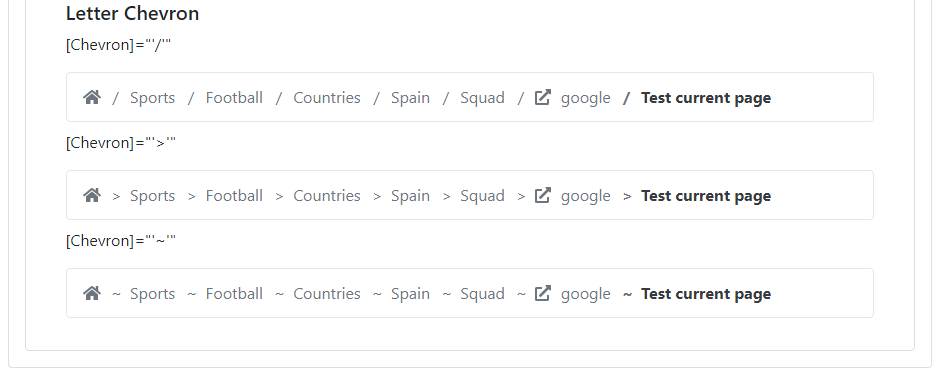 Letter Chevron
[Chevron]="'/'"
/ Sports / Football / Countries / Spain / Squad / google / Test current page
[Chevron]="'>'"
> Sports > Football > Countries > Spain > Squad > google > Test current page
[Chevron]="'~'"
~ Sports ~ Football ~ Countries ~ Spain ~ Squad ~ google ~ Test current page